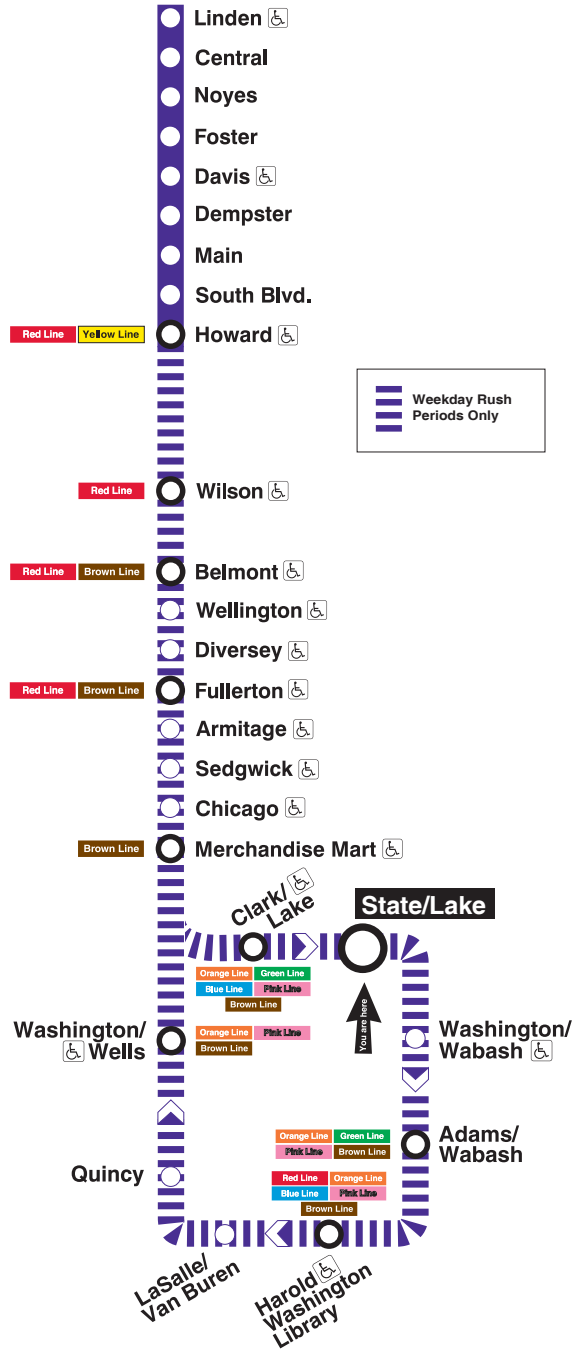 Linden
Central
Noyes
Foster
Davis
Dempster
Main
South Blvd.
Red Line Yellow Line Howard
Weekday Rush
Periods Only
Red Line Wilson
Red Line Brown Line Belmont
Wellington
Diversey
Red Line Brown Line Fullerton
Armitage
Sedgwick
Chicago
Brown Line Merchandise Mart
Clark/
Lake
State/Lake
Orange Line Green Line
Blue Line Pink Line
Brown Line
You are here
Washington/
Wells
Orange Line Pink Line
Brown Line
Washington/
Wabash
Orange Line Green Line
Pink Line Brown Line
Adams/
Wabash
Quincy
Red Line Orange Line
Blue Line Pink Line
Brown Line
LaSalle/
Van Buren
Harold
Washington
Library